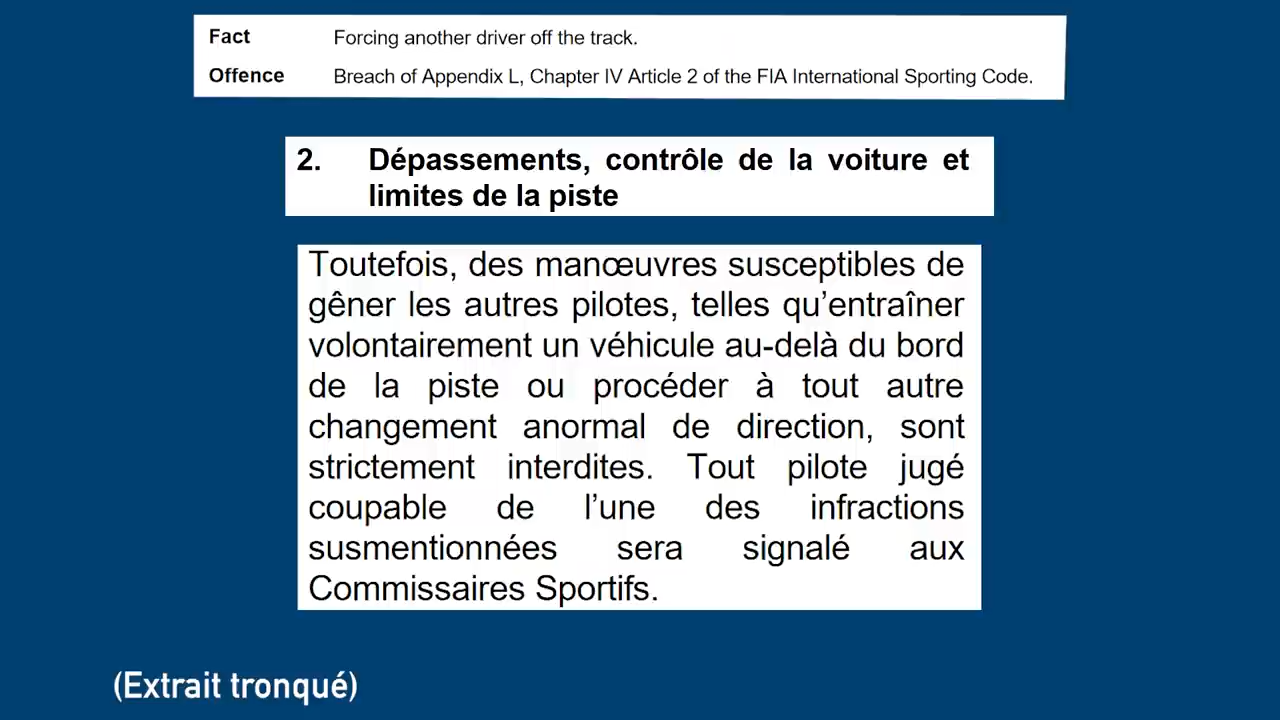 Fact Forcing another driver off the track.
Offence Breach of Appendix L, Chapter IV Article 2 of the FIA International Sporting Code.
2. Dépassements, contrôle de la voiture et
limites de la piste
Toutefois, des manœuvres susceptibles de
gêner les autres pilotes, telles qu’entraîner
volontairement un véhicule au-delà du bord
de la piste ou procéder à tout autre
changement anormal de direction, sont
strictement interdites. Tout pilote jugé
coupable de l’une des infractions
susmentionnées sera signalé aux
Commissaires Sportifs.
(Extrait tronqué)